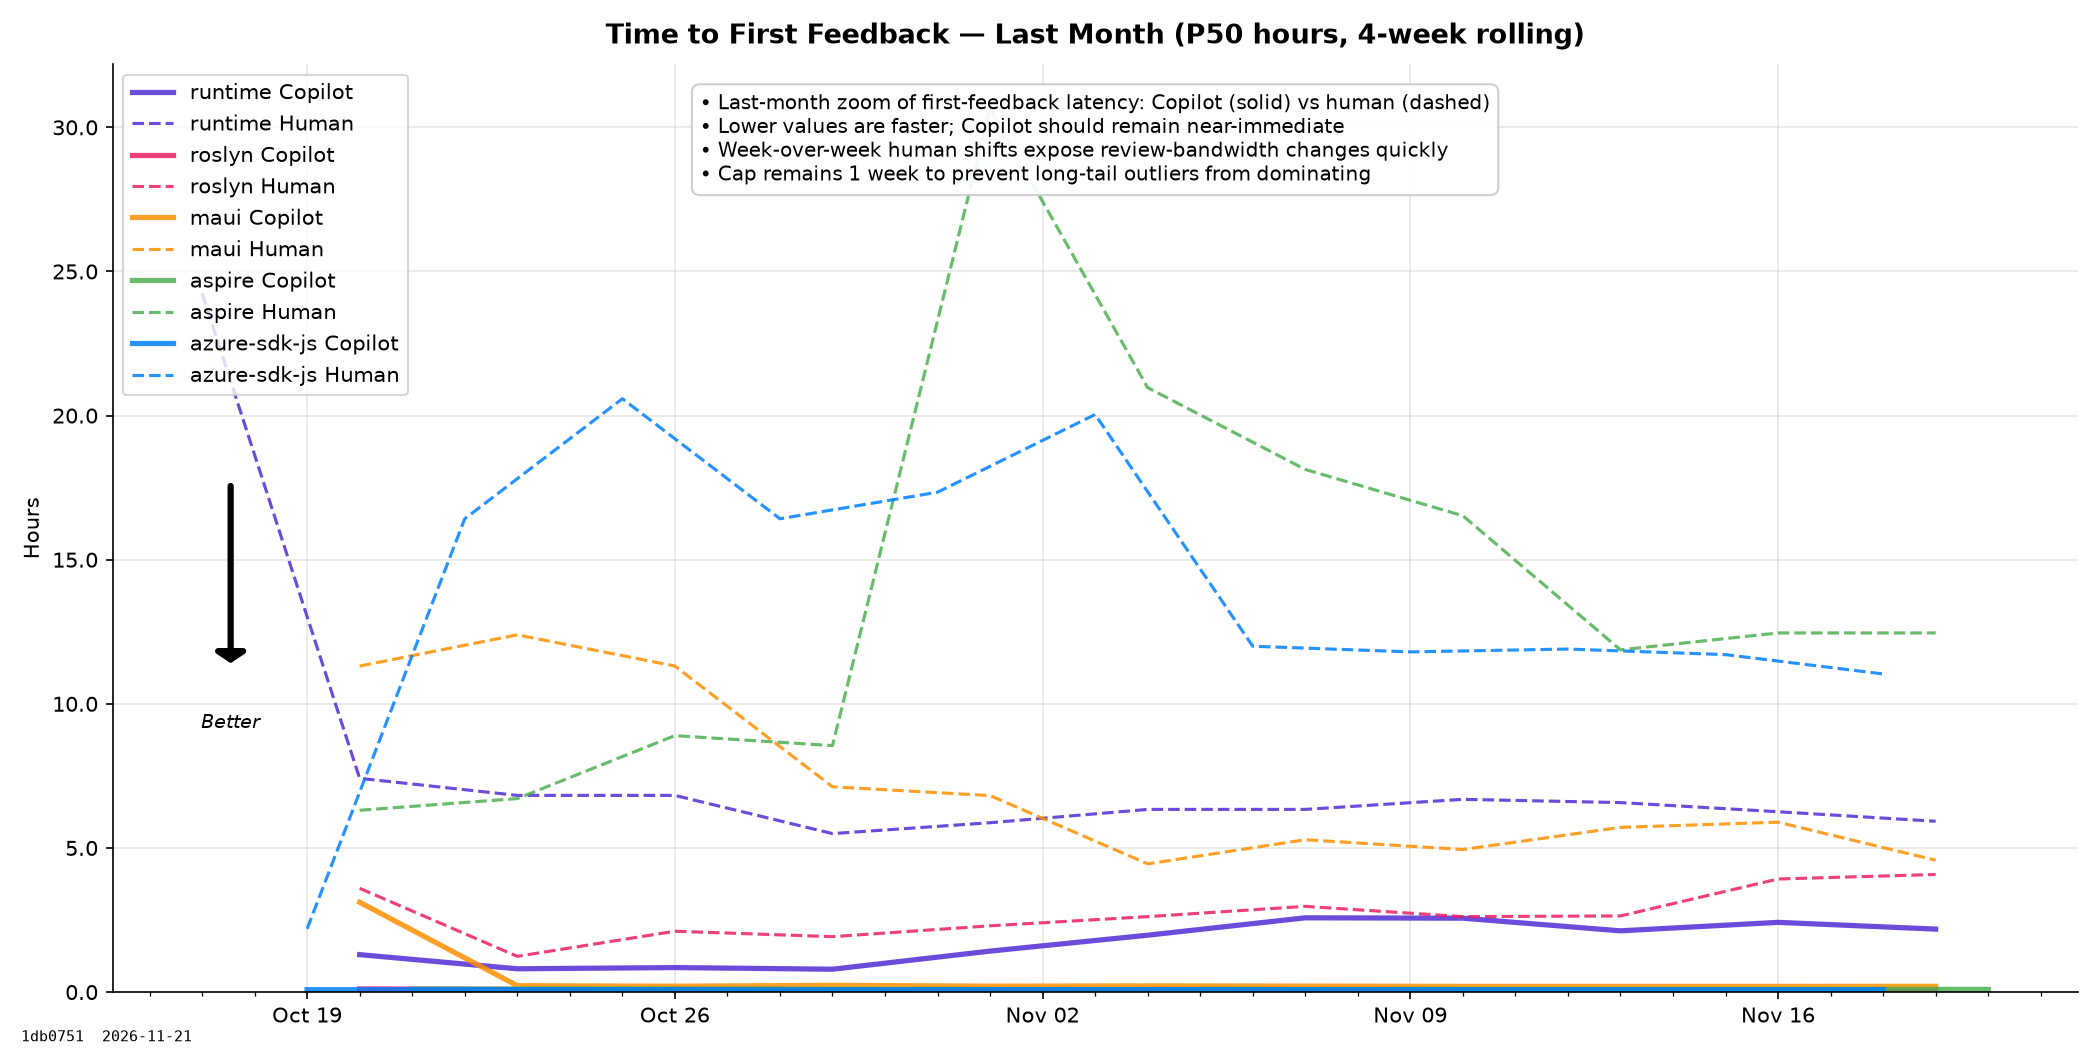 Time to First Feedback — Last Month (P50 hours, 4-week rolling)
runtime Copilot
runtime Human
roslyn Copilot
roslyn Human
maui Copilot
maui Human
aspire Copilot
aspire Human
azure-sdk-js Copilot
azure-sdk-js Human
• Last-month zoom of first-feedback latency: Copilot (solid) vs human (dashed)
• Lower values are faster; Copilot should remain near-immediate
• Week-over-week human shifts expose review-bandwidth changes quickly
• Cap remains 1 week to prevent long-tail outliers from dominating
30.0
25.0
20.0
15.0
10.0
5.0
0.0
Hours
Better
Oct 19
Oct 26
Nov 02
Nov 09
Nov 16
1db0751 2026-11-21